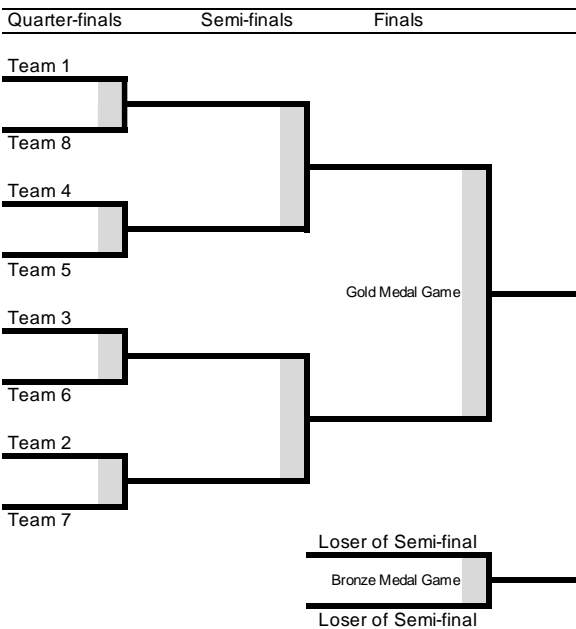 Quarter-finals Semi-finals Finals
Team 1
Team 8
Team 4
Team 5
Gold Medal Game
Team 3
Team 6
Team 2
Team 7
Loser of Semi-final
Bronze Medal Game
Loser of Semi-final